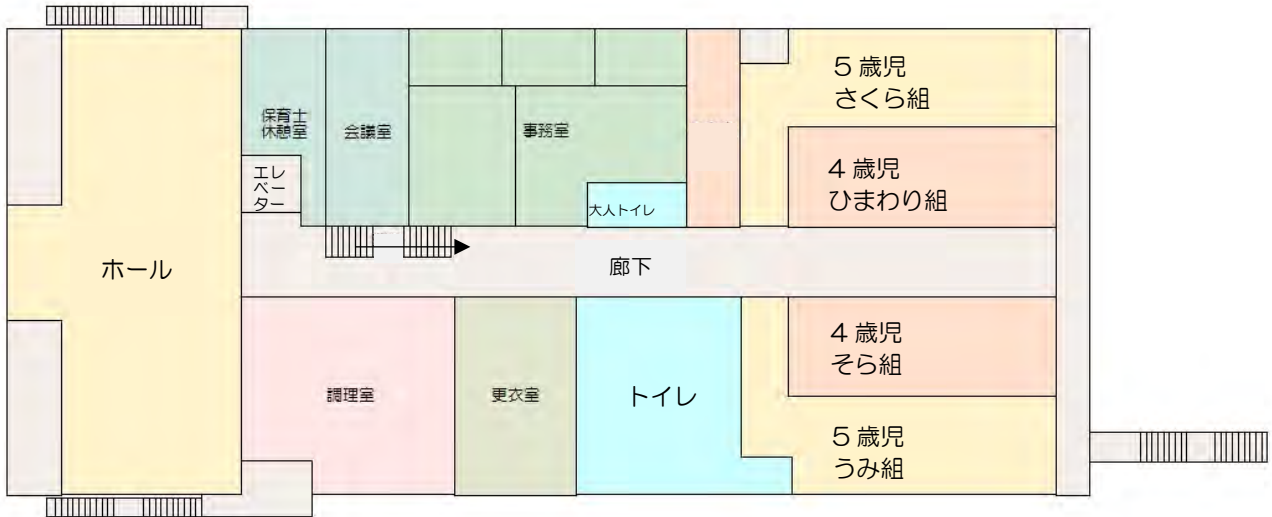 5 歳児
さくら組
保育士
休憩室
会議室
事務室
4 歳児
ひまわり組
エレ
ベー
ター
大人トイレ
ホール
廊下
4 歳児
そら組
調理室
更衣室
トイレ
5 歳児
うみ組